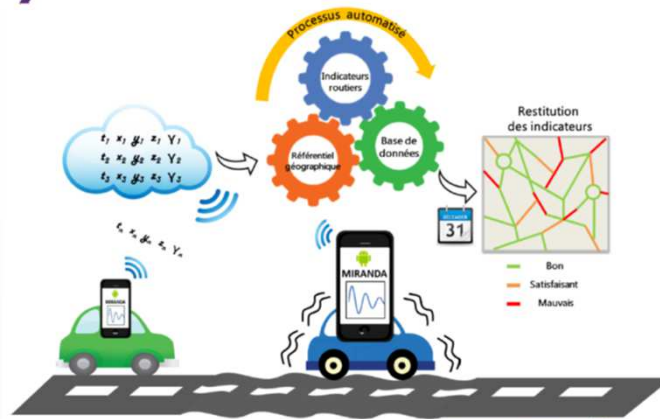 Processus automatisé
Indicateurs
routiers
Référentiel
géographique
Base de
données
t₁ x₁ y₁ z₁ γ₁
t₂ x₂ y₂ z₂ γ₂
t₃ x₃ y₃ z₃ γ₃
tₙ xₙ yₙ zₙ γₙ
MIRANDA
MIRANDA
Restitution
des indicateurs
DÉCEMBRE
31
Bon
Satisfaisant
Mauvais